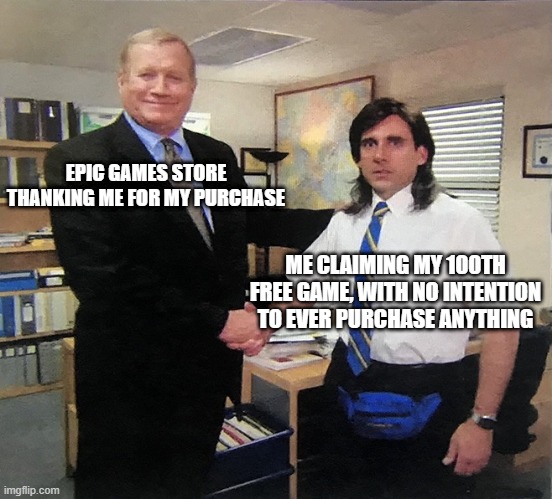 EPIC GAMES STORE
THANKING ME FOR MY PURCHASE
ME CLAIMING MY 100TH
FREE GAME, WITH NO INTENTION
TO EVER PURCHASE ANYTHING
imgflip.com